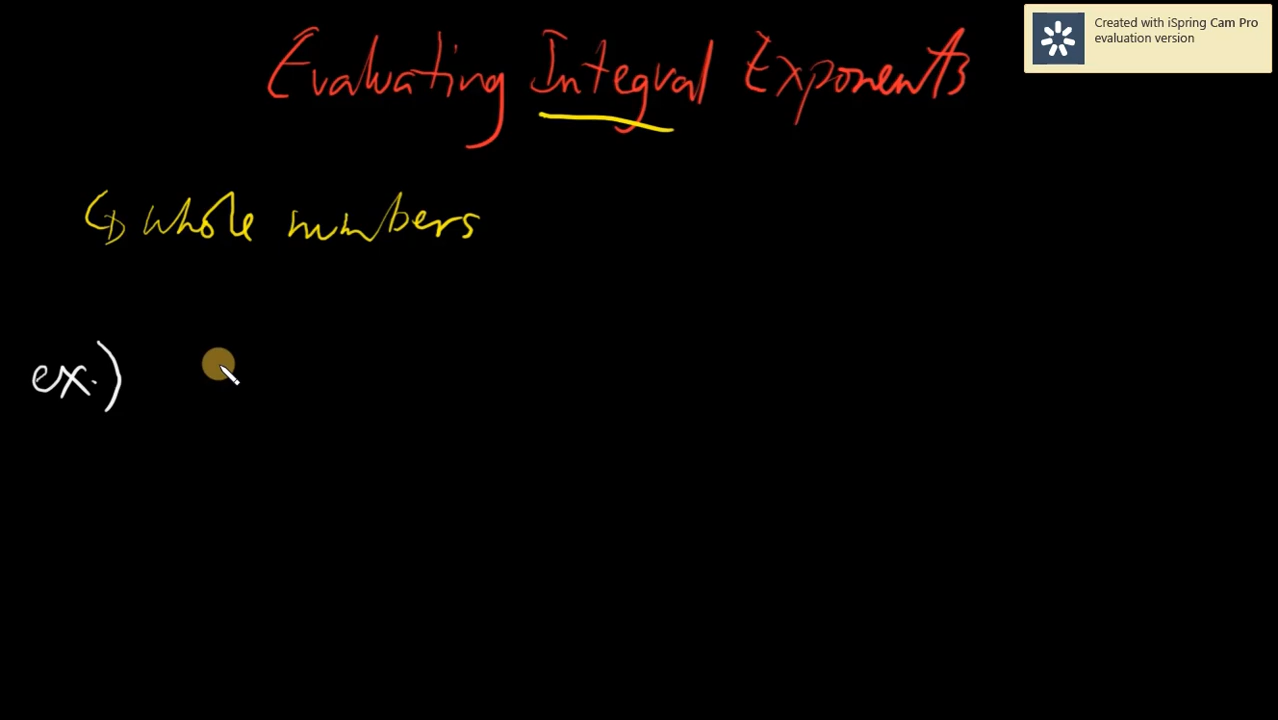 Evaluating Integral Exponents
Created with iSpring Cam Pro
evaluation version
↳ whole numbers
ex.)